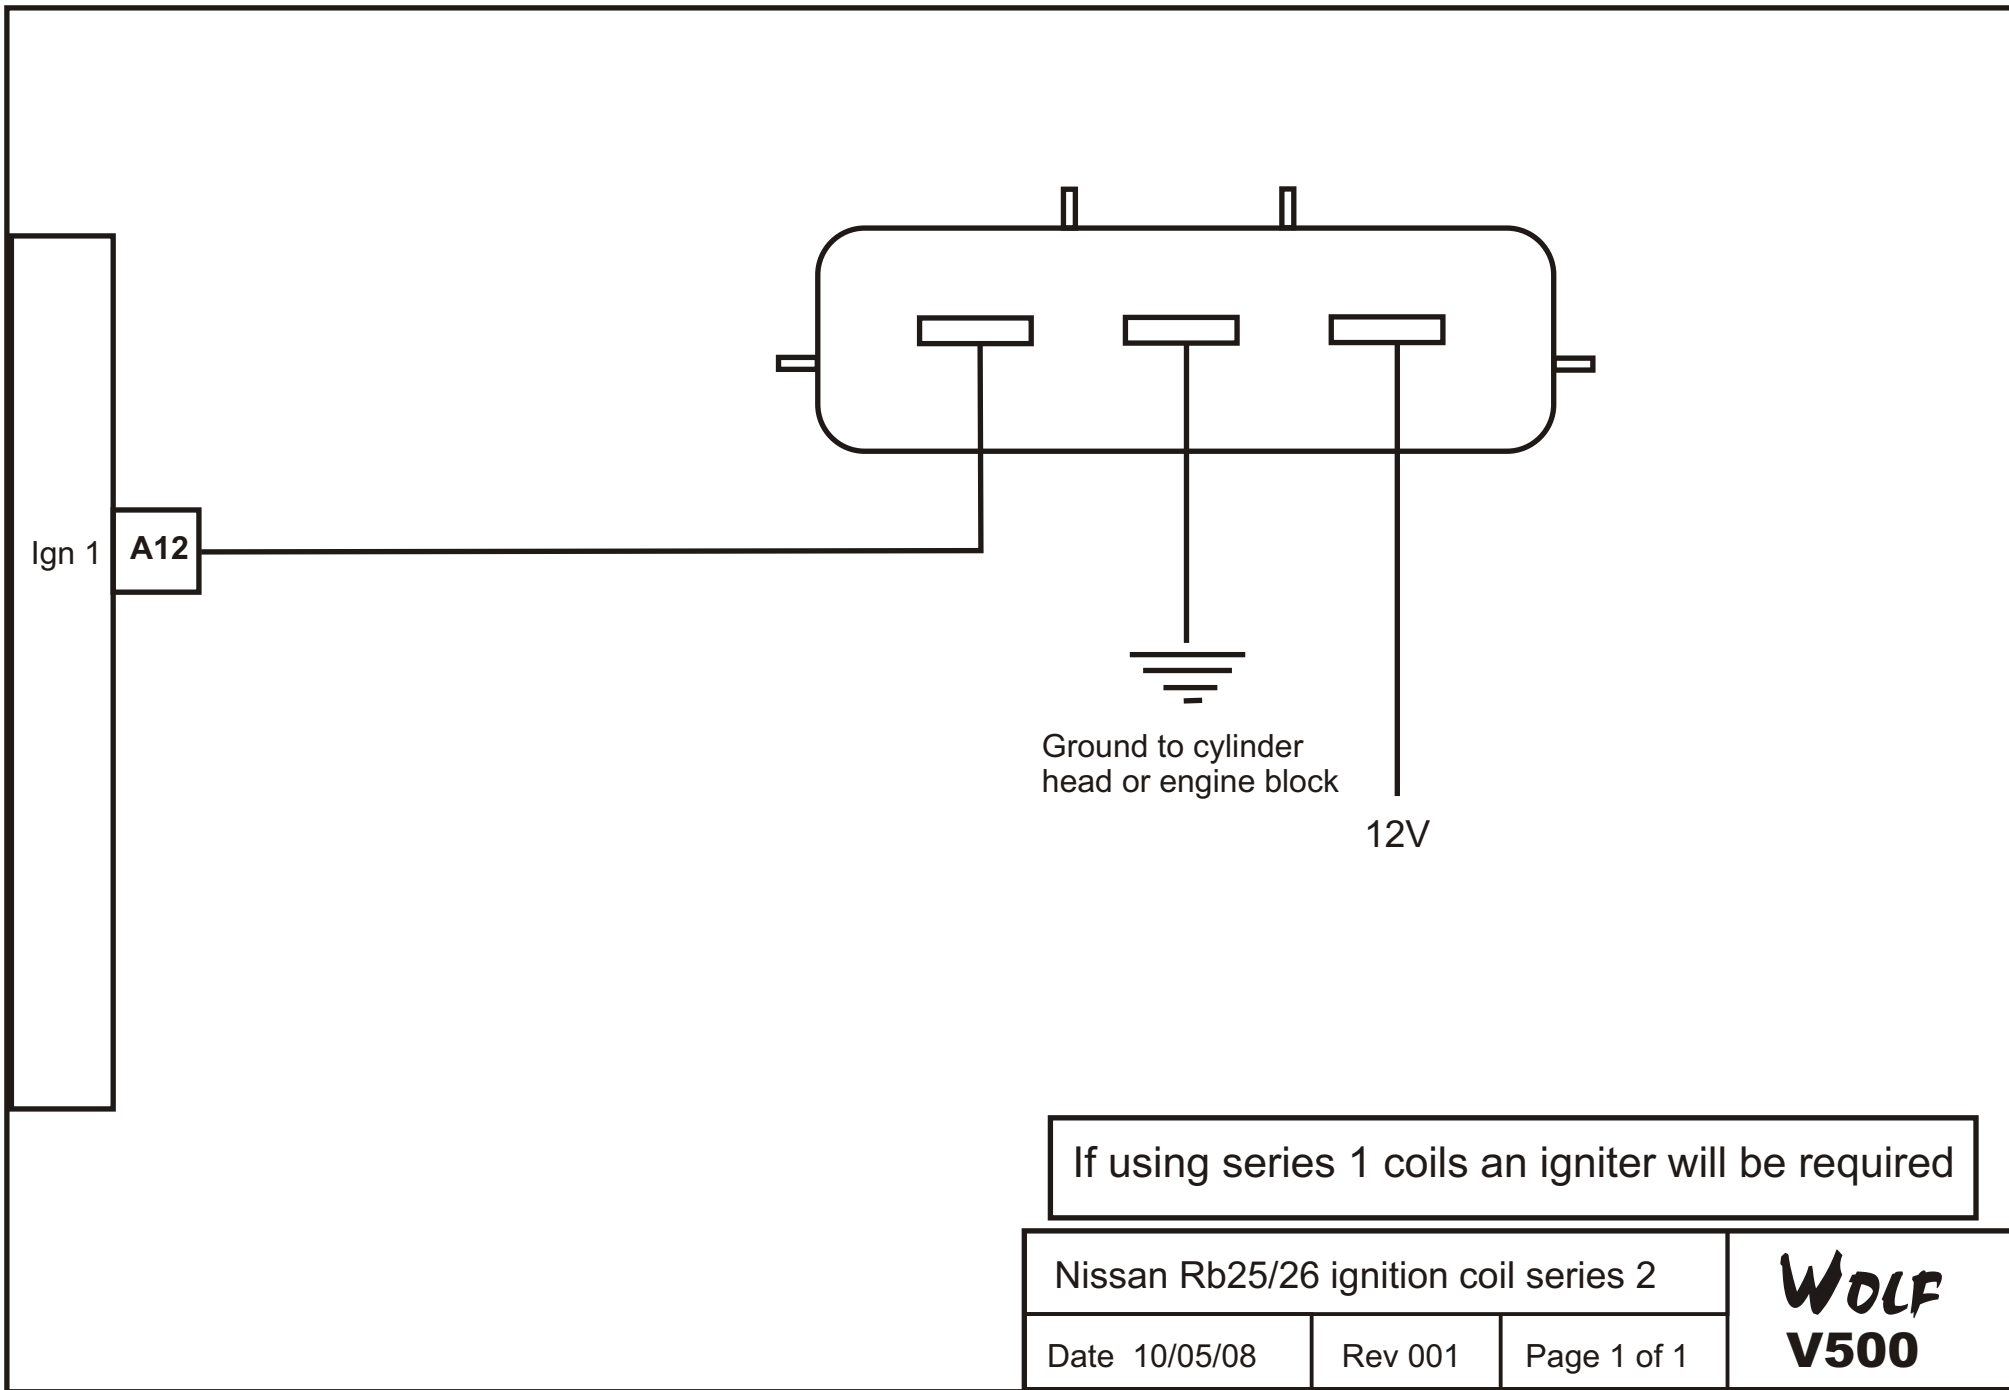 Ign 1
A12
Ground to cylinder
head or engine block
12V
If using series 1 coils an igniter will be required
Nissan Rb25/26 ignition coil series 2
Date 10/05/08
Rev 001
Page 1 of 1
WOLF
V500